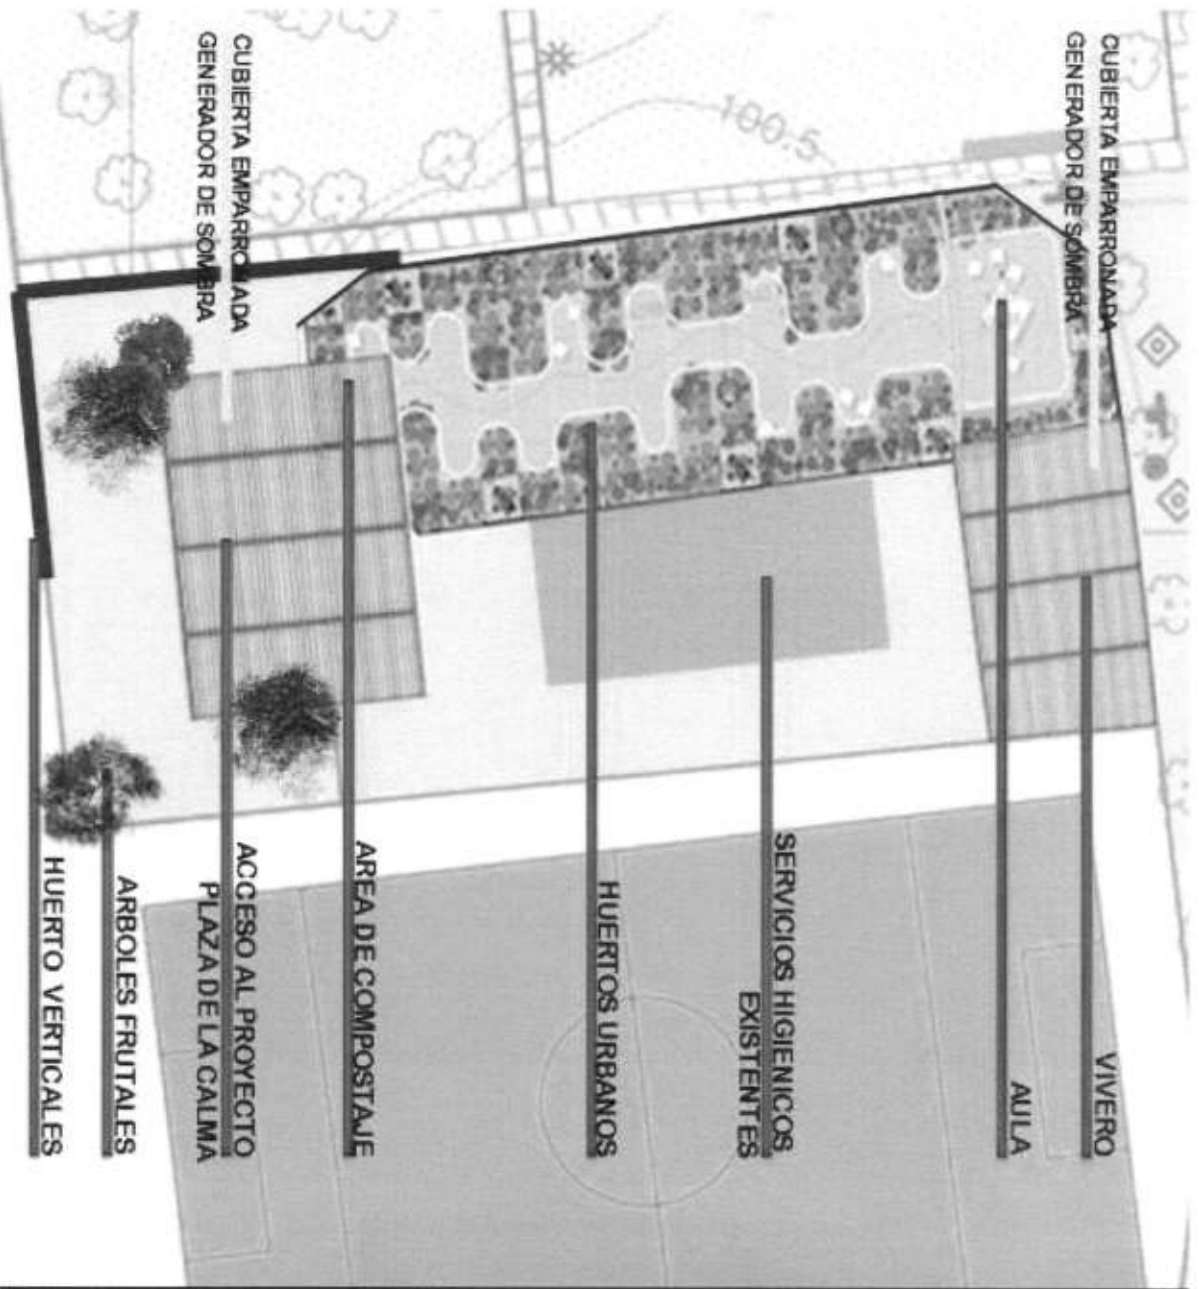 CUBIERTA EMPARRONADA
GENERADOR DE SOMBRA
CUBIERTA EMPARRONADA
GENERADOR DE SOMBRA
100.5
VIVERO
AULA
SERVICIOS HIGIENICOS
EXISTENTES
HUERTOS URBANOS
AREA DE COMPOSTAJE
ACCESO AL PROYECTO
PLAZA DE LA CALMA
ARBOLES FRUTALES
HUERTO VERTICALES